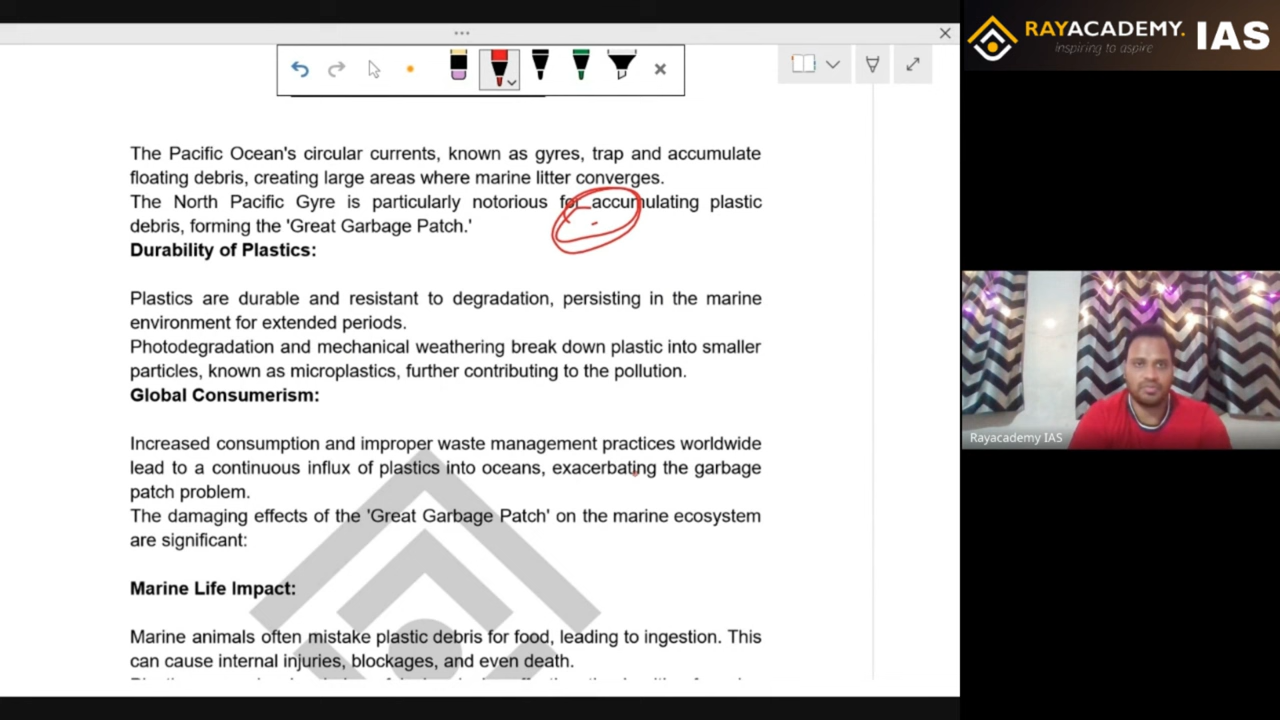 RAYACADEMY. IAS
inspiring to aspire
The Pacific Ocean's circular currents, known as gyres, trap and accumulate
floating debris, creating large areas where marine litter converges.
The North Pacific Gyre is particularly notorious for accumulating plastic
debris, forming the 'Great Garbage Patch.'
Durability of Plastics:
Plastics are durable and resistant to degradation, persisting in the marine
environment for extended periods.
Photodegradation and mechanical weathering break down plastic into smaller
particles, known as microplastics, further contributing to the pollution.
Global Consumerism:
Increased consumption and improper waste management practices worldwide
lead to a continuous influx of plastics into oceans, exacerbating the garbage
patch problem.
The damaging effects of the 'Great Garbage Patch' on the marine ecosystem
are significant:
Marine Life Impact:
Marine animals often mistake plastic debris for food, leading to ingestion. This
can cause internal injuries, blockages, and even death.
Rayacademy IAS